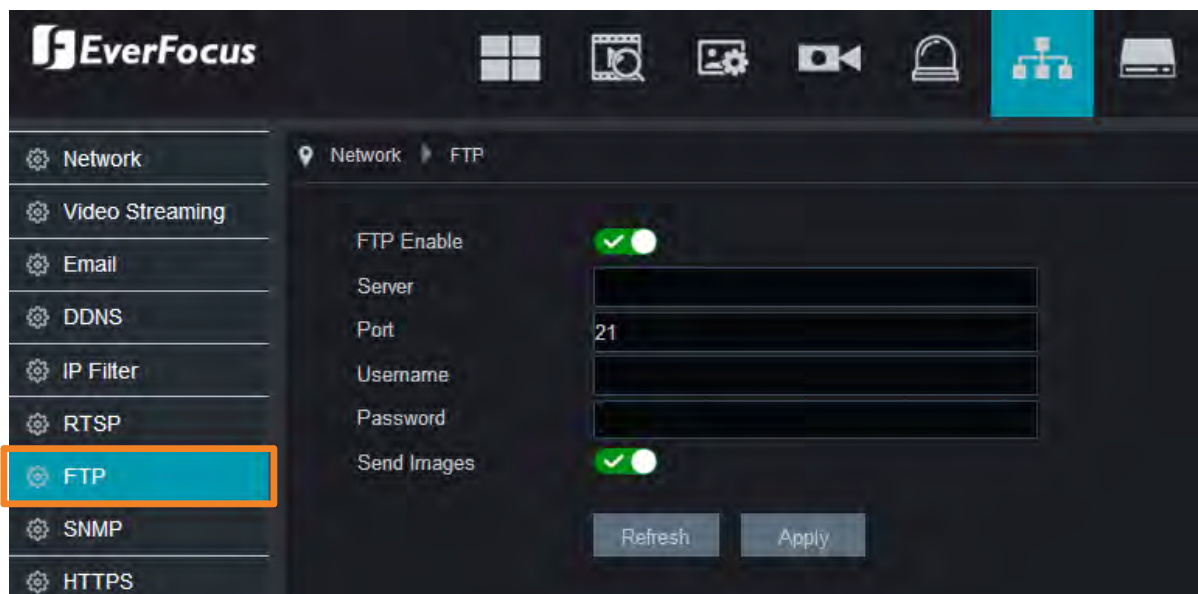 EverFocus
Network
Video Streaming
Email
DDNS
IP Filter
RTSP
FTP
SNMP
HTTPS
Network FTP
FTP Enable
Server
Port 21
Username
Password
Send Images
Refresh Apply